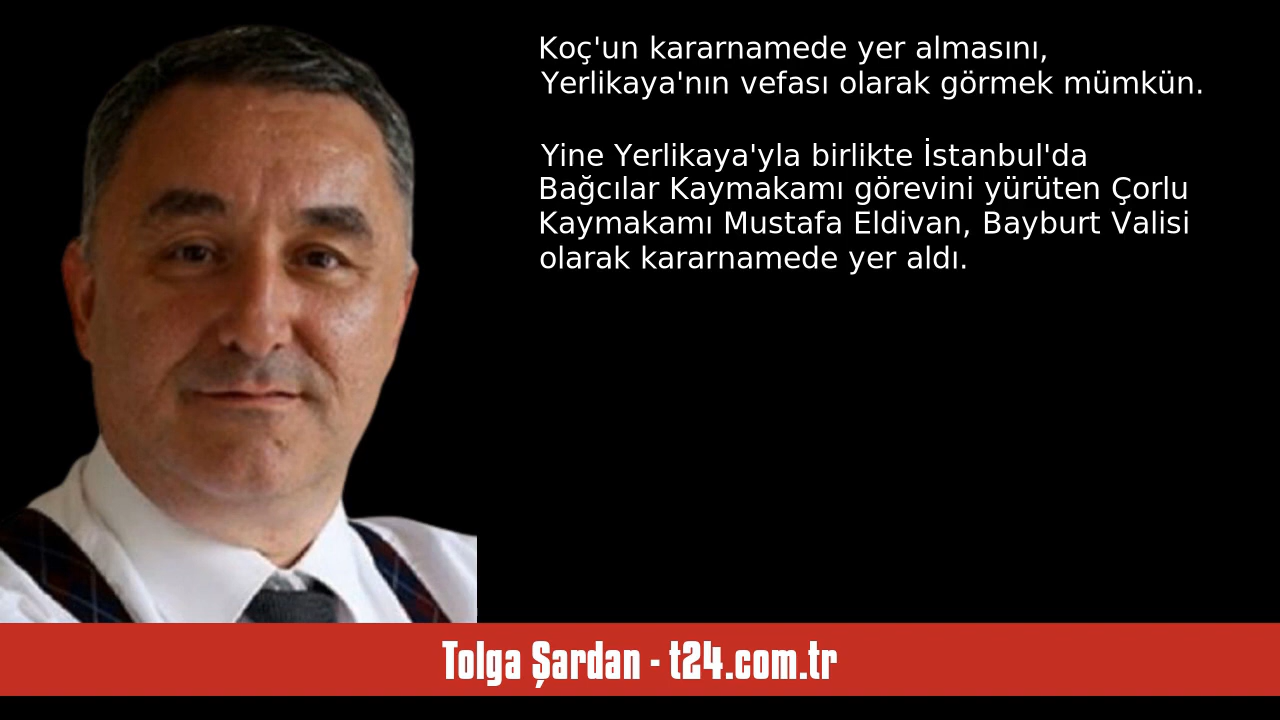 Koç'un kararnamede yer almasını,
Yerlikaya'nın vefası olarak görmek mümkün.
Yine Yerlikaya'yla birlikte İstanbul'da
Bağcılar Kaymakamı görevini yürüten Çorlu
Kaymakamı Mustafa Eldivan, Bayburt Valisi
olarak kararnamede yer aldı.
Tolga Şardan - t24.com.tr